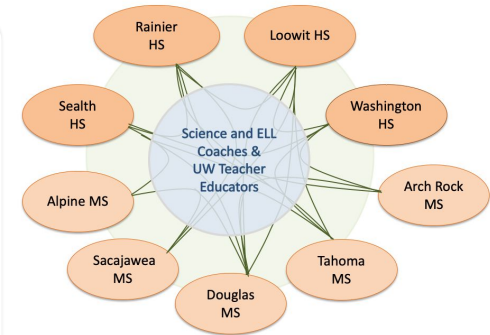 Rainier
HS
Loowit HS
Sealth
HS
Washington
HS
Science and ELL
Coaches &
UW Teacher
Educators
Alpine MS
Arch Rock
MS
Sacajawea
MS
Tahoma
MS
Douglas
MS